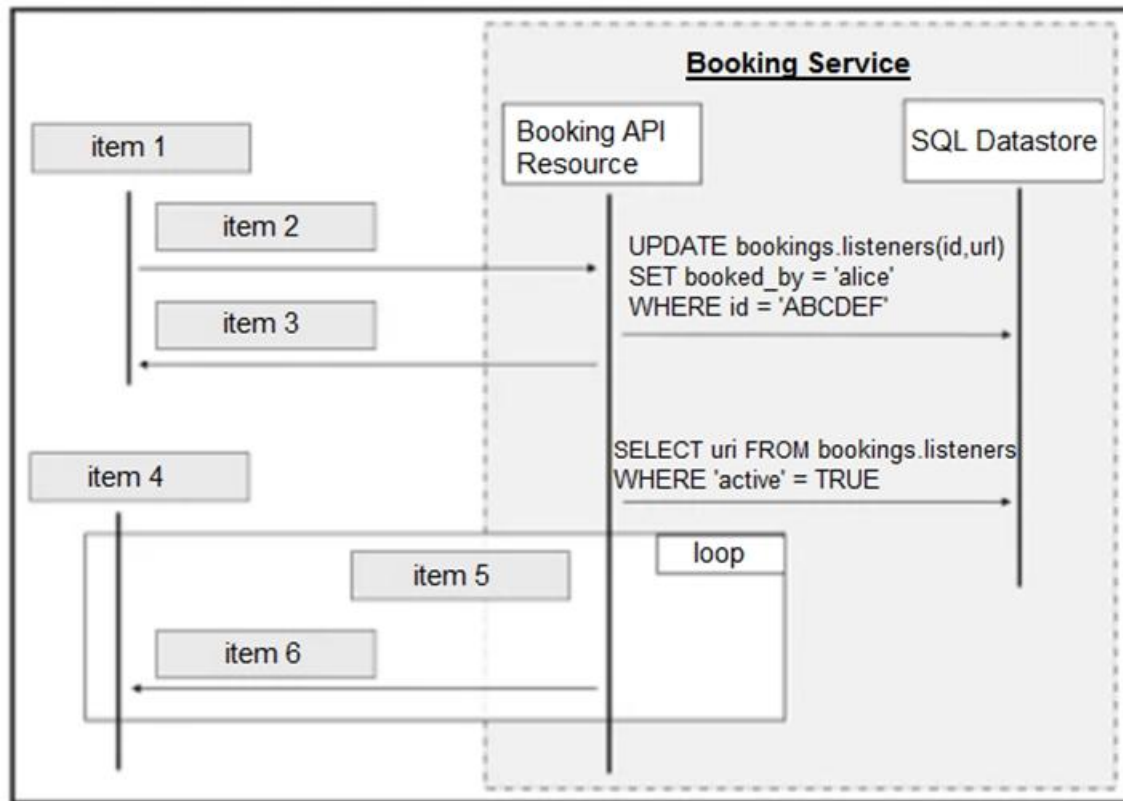 Booking Service
item 1
Booking API
Resource
SQL Datastore
item 2
UPDATE bookings.listeners(id,url)
SET booked_by = 'alice'
WHERE id = 'ABCDEF'
item 3
SELECT uri FROM bookings.listeners
WHERE 'active' = TRUE
item 4
loop
item 5
item 6